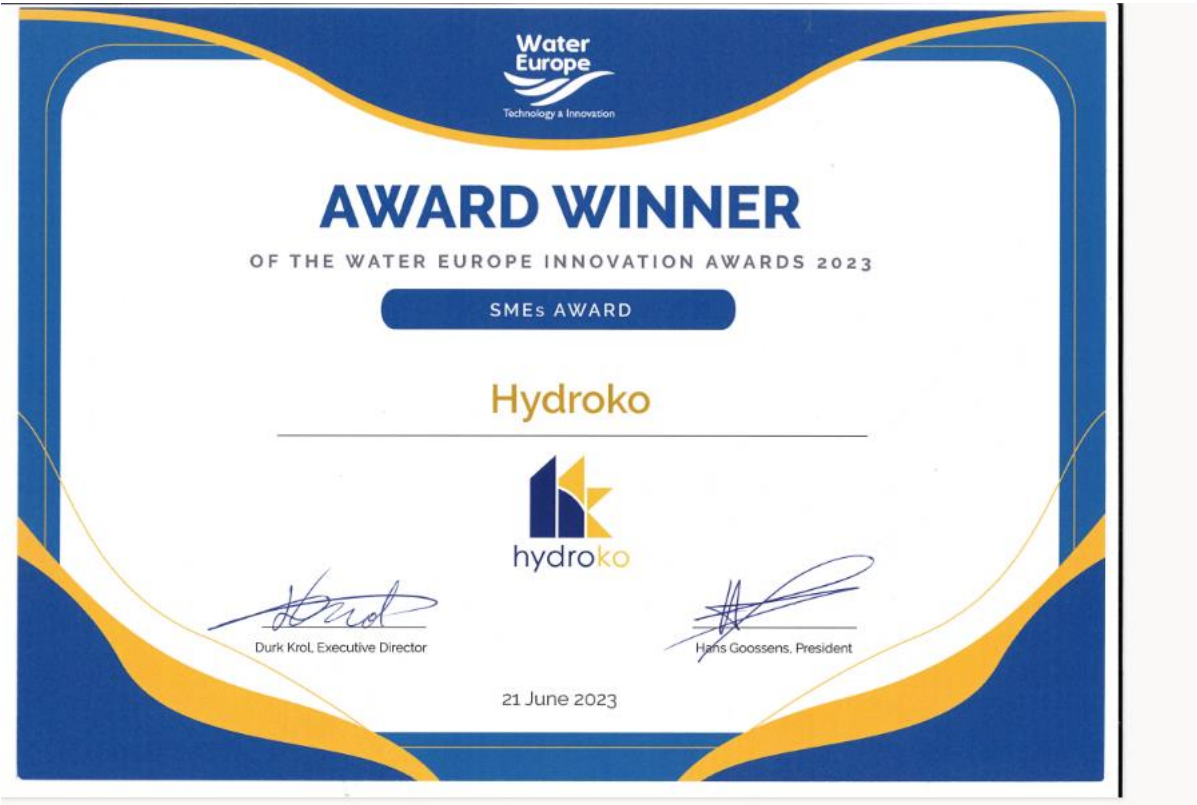 Water
Europe
Technology & Innovation
AWARD WINNER
OF THE WATER EUROPE INNOVATION AWARDS 2023
SMEs AWARD
Hydroko
hydroko
Durk Krol, Executive Director
Hans Goossens, President
21 June 2023